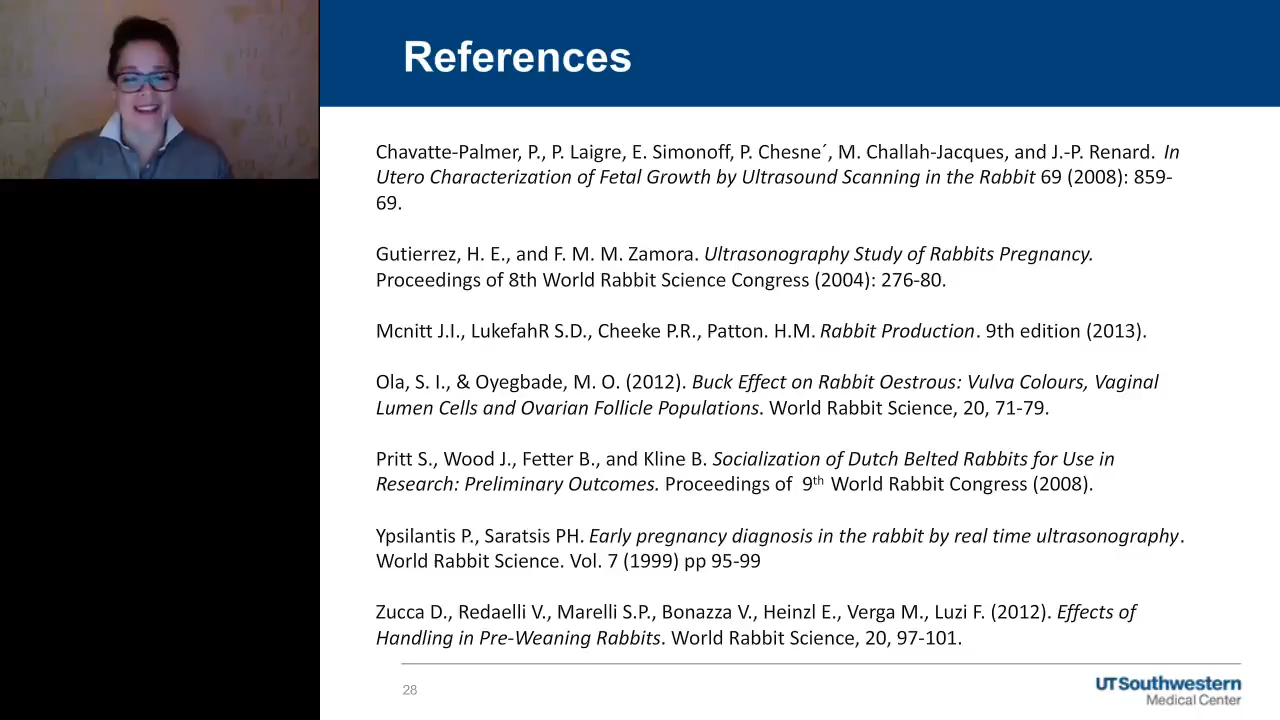 References
Chavatte-Palmer, P., P. Laigre, E. Simonoff, P. Chesne´, M. Challah-Jacques, and J.-P. Renard. In
Utero Characterization of Fetal Growth by Ultrasound Scanning in the Rabbit 69 (2008): 859-
69.
Gutierrez, H. E., and F. M. M. Zamora. Ultrasonography Study of Rabbits Pregnancy.
Proceedings of 8th World Rabbit Science Congress (2004): 276-80.
Mcnitt J.I., LukefahR S.D., Cheeke P.R., Patton. H.M. Rabbit Production. 9th edition (2013).
Ola, S. I., & Oyegbade, M. O. (2012). Buck Effect on Rabbit Oestrous: Vulva Colours, Vaginal
Lumen Cells and Ovarian Follicle Populations. World Rabbit Science, 20, 71-79.
Pritt S., Wood J., Fetter B., and Kline B. Socialization of Dutch Belted Rabbits for Use in
Research: Preliminary Outcomes. Proceedings of 9th World Rabbit Congress (2008).
Ypsilantis P., Saratsis PH. Early pregnancy diagnosis in the rabbit by real time ultrasonography.
World Rabbit Science. Vol. 7 (1999) pp 95-99
Zucca D., Redaelli V., Marelli S.P., Bonazza V., Heinzl E., Verga M., Luzi F. (2012). Effects of
Handling in Pre-Weaning Rabbits. World Rabbit Science, 20, 97-101.
28
UT Southwestern
Medical Center